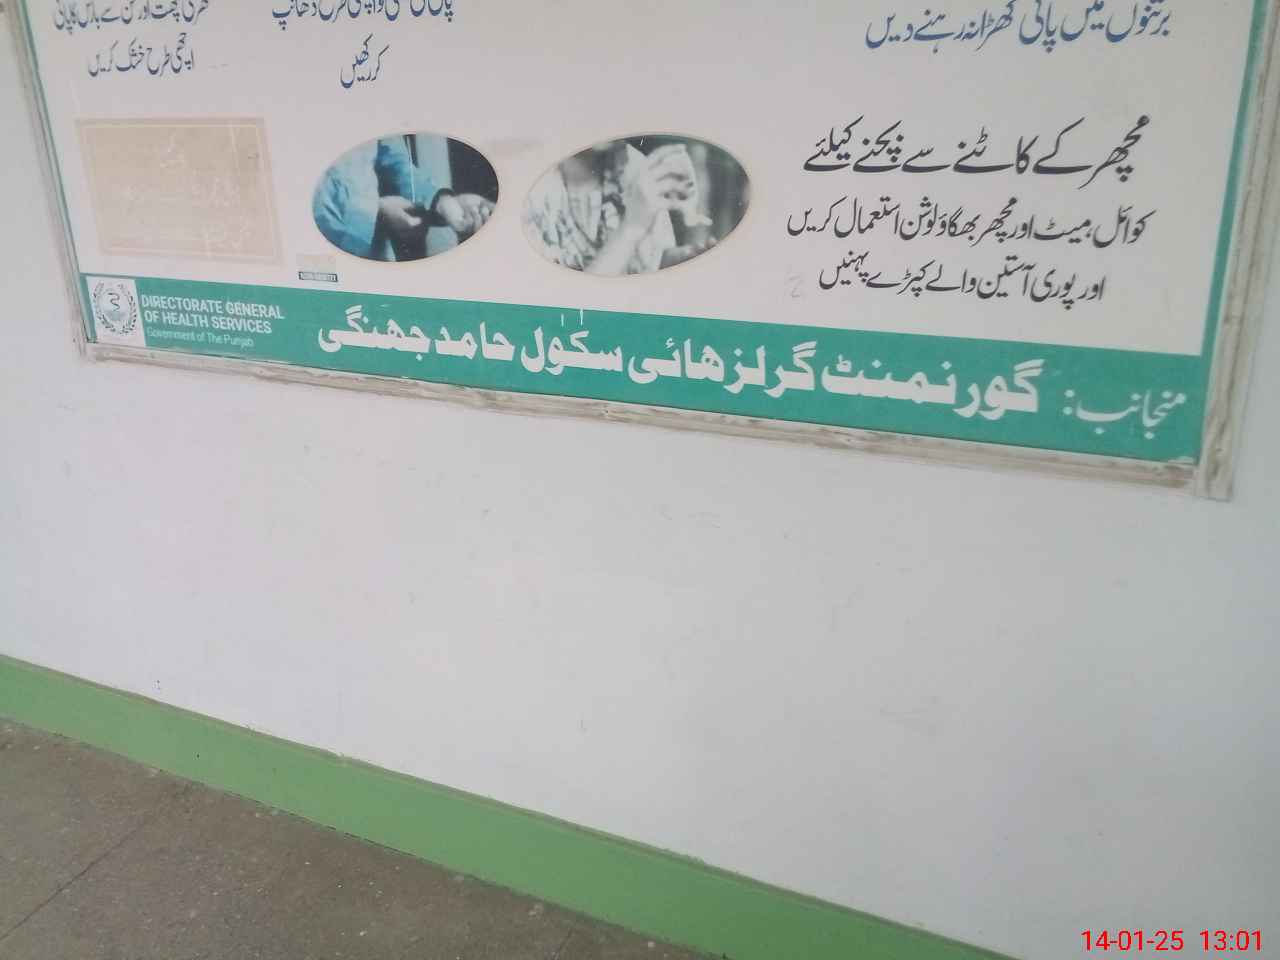 برتنوں میں پانی کھڑا نہ رہنے دیں
کر رکھیں
اچھی طرح خشک کریں
مچھر کے کاٹنے سے بچنے کیلئے
کوائل، میٹ اور مچھر بھگاؤ لوشن استعمال کریں
اور پوری آستین والے کپڑے پہنیں
منجانب: گورنمنٹ گرلز ہائی سکول حامد جھنگی
DIRECTORATE GENERAL
OF HEALTH SERVICES
Government of The Punjab
14-01-25 13:01